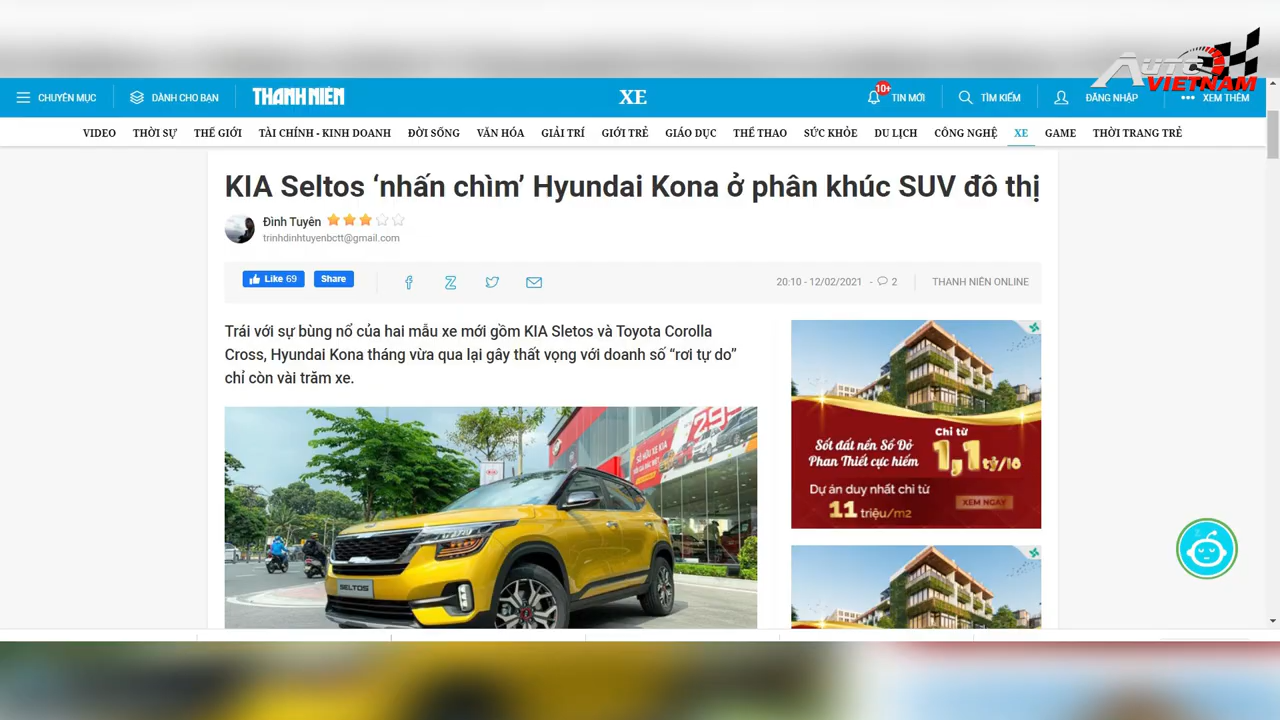 AUTO
VIETNAM
CHUYÊN MỤC
DÀNH CHO BẠN
THANH NIÊN
XE
10+
TIN MỚI
TÌM KIẾM
ĐĂNG NHẬP
XEM THÊM
VIDEO THỜI SỰ THẾ GIỚI TÀI CHÍNH - KINH DOANH ĐỜI SỐNG VĂN HÓA GIẢI TRÍ GIỚI TRẺ GIÁO DỤC THỂ THAO SỨC KHỎE DU LỊCH CÔNG NGHỆ XE GAME THỜI TRANG TRẺ
KIA Seltos ‘nhấn chìm’ Hyundai Kona ở phân khúc SUV đô thị
Đình Tuyên
trinhdinhtuyenbctt@gmail.com
Like 69 Share
20:10 - 12/02/2021 - 2 THANH NIÊN ONLINE
Trái với sự bùng nổ của hai mẫu xe mới gồm KIA Sletos và Toyota Corolla
Cross, Hyundai Kona tháng vừa qua lại gây thất vọng với doanh số “rơi tự do”
chỉ còn vài trăm xe.
SELTOS
Sốt đất nền Sổ Đỏ
Phan Thiết cực hiếm
Chỉ từ
1,1 tỷ/lô
Dự án duy nhất chỉ từ
11 triệu/m2
XEM NGAY